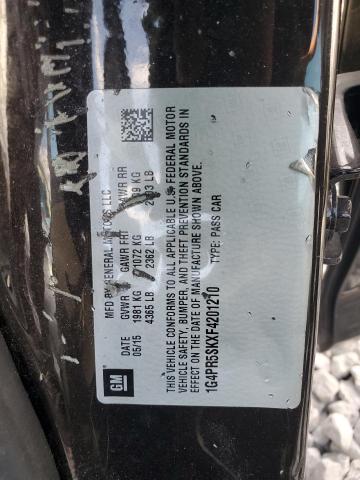 GM
MFD BY GENERAL MOTORS LLC
DATE GVWR GAWR FRT GAWR RR
05/15 1981 KG 1072 KG KG
4365 LB 2362 LB LB
THIS VEHICLE CONFORMS TO ALL APPLICABLE U.S. FEDERAL MOTOR
VEHICLE SAFETY, BUMPER, AND THEFT PREVENTION STANDARDS IN
EFFECT ON THE DATE OF MANUFACTURE SHOWN ABOVE.
1G4PR6SKXF4201210 TYPE: PASS CAR